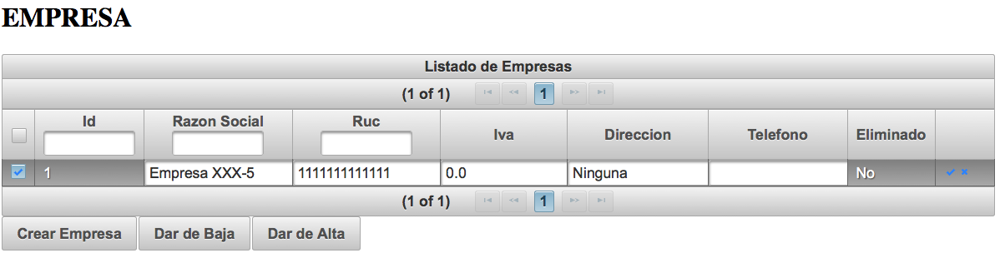 EMPRESA
Listado de Empresas
(1 of 1) 1
Id Razon Social Ruc Iva Direccion Telefono Eliminado
1 Empresa XXX-5 1111111111111 0.0 Ninguna No
(1 of 1) 1
Crear Empresa Dar de Baja Dar de Alta